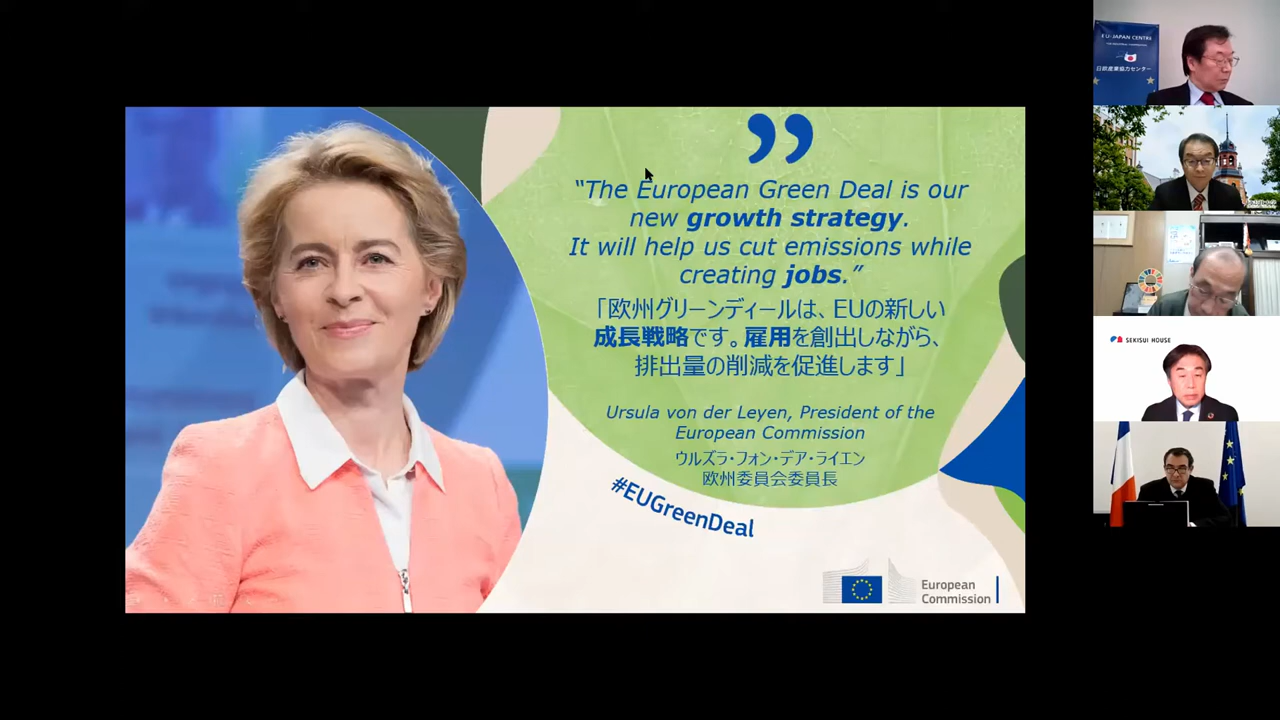 “The European Green Deal is our
new growth strategy.
It will help us cut emissions while
creating jobs.”
「欧州グリーンディールは、EUの新しい
成長戦略です。雇用を創出しながら、
排出量の削減を促進します」
Ursula von der Leyen, President of the
European Commission
ウルズラ・フォン・デア・ライエン
欧州委員会委員長
#EUGreenDeal
European
Commission
EU-JAPAN CENTRE
日欧産業協力センター
SEKISUI HOUSE